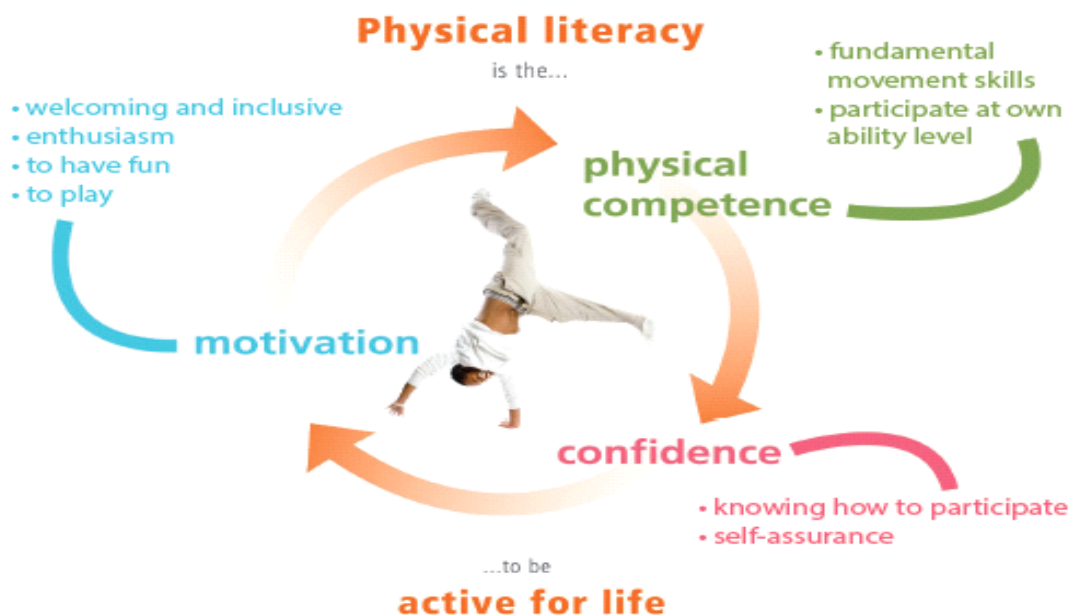 Physical literacy
is the...
• welcoming and inclusive
• enthusiasm
• to have fun
• to play
• fundamental
movement skills
• participate at own
ability level
physical
competence
motivation
confidence
• knowing how to participate
• self-assurance
...to be
active for life